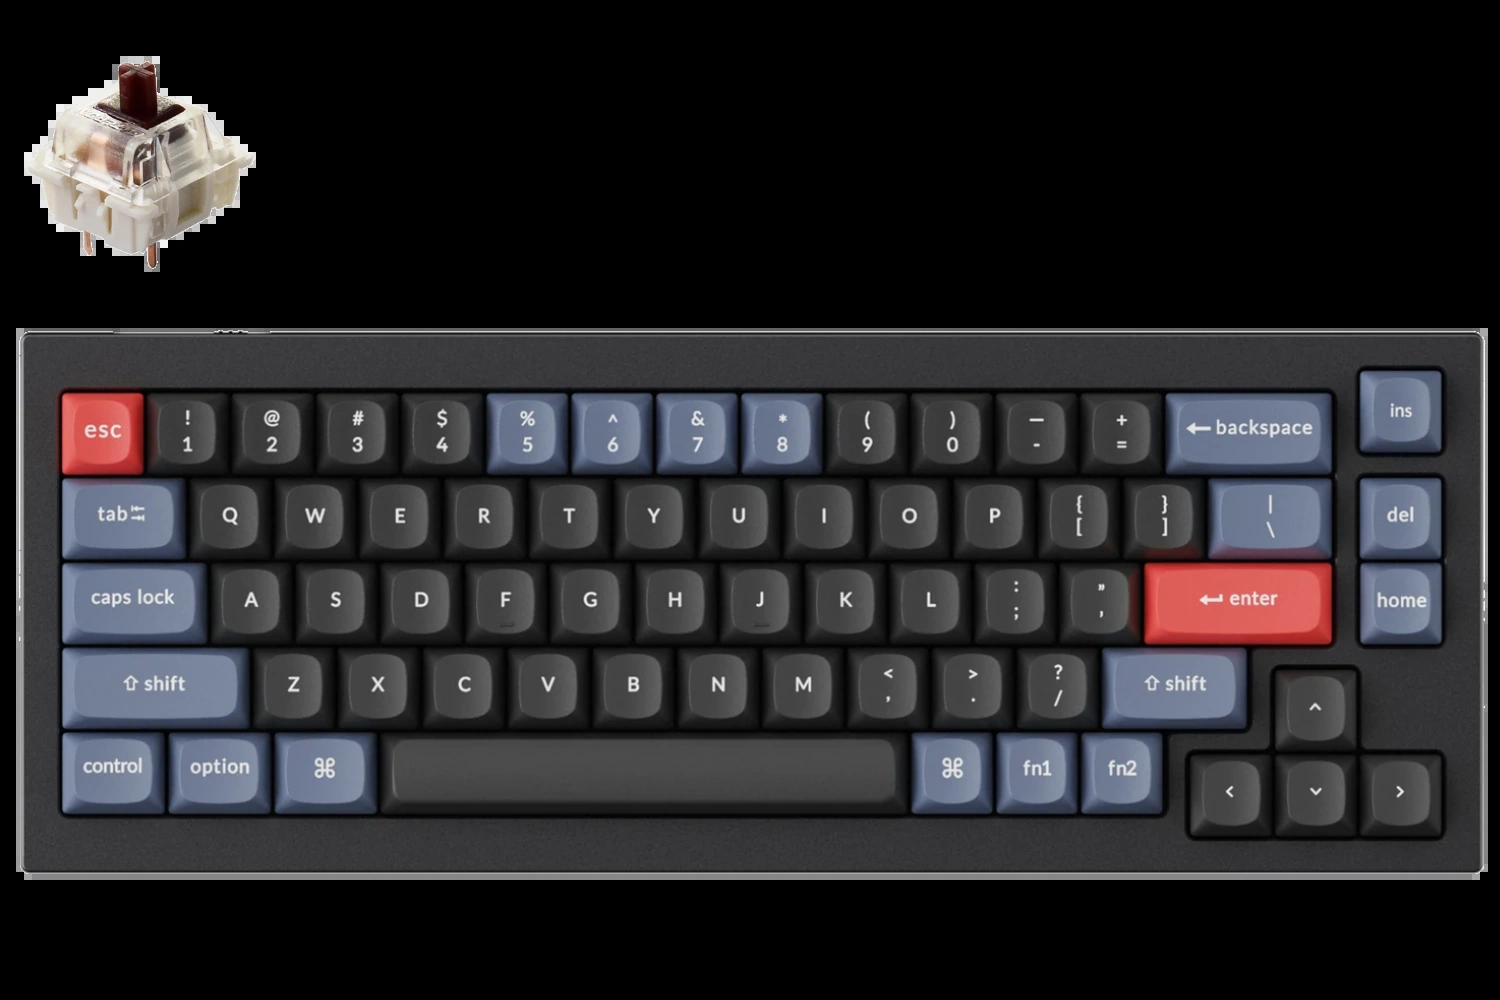 esc ! 1 @ 2 # 3 $ 4 % 5 ^ 6 & 7 * 8 ( 9 ) 0 — - + = ← backspace ins
tab ⇆ Q W E R T Y U I O P { [ } ] | \ del
caps lock A S D F G H J K L : ; " ' ↵ enter home
⇧ shift Z X C V B N M < , > . ? / ⇧ shift ^
control option ⌘ ⌘ fn1 fn2 < ⌄ >